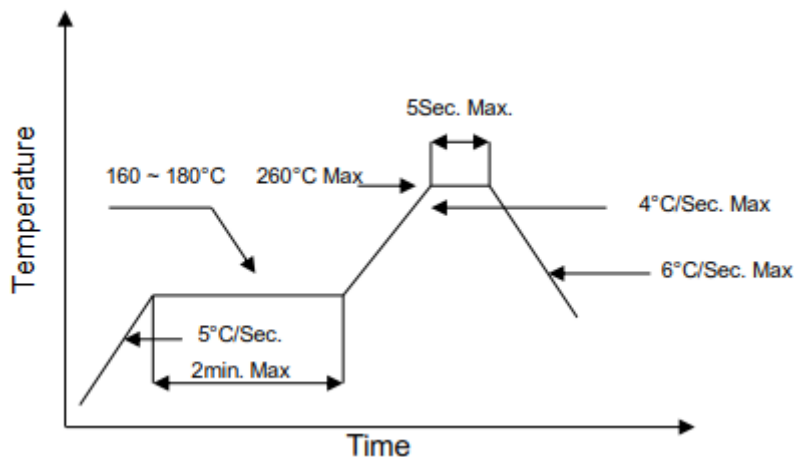 5Sec. Max.
160 ~ 180°C
260°C Max
4°C/Sec. Max
6°C/Sec. Max
5°C/Sec.
2min. Max
Temperature
Time